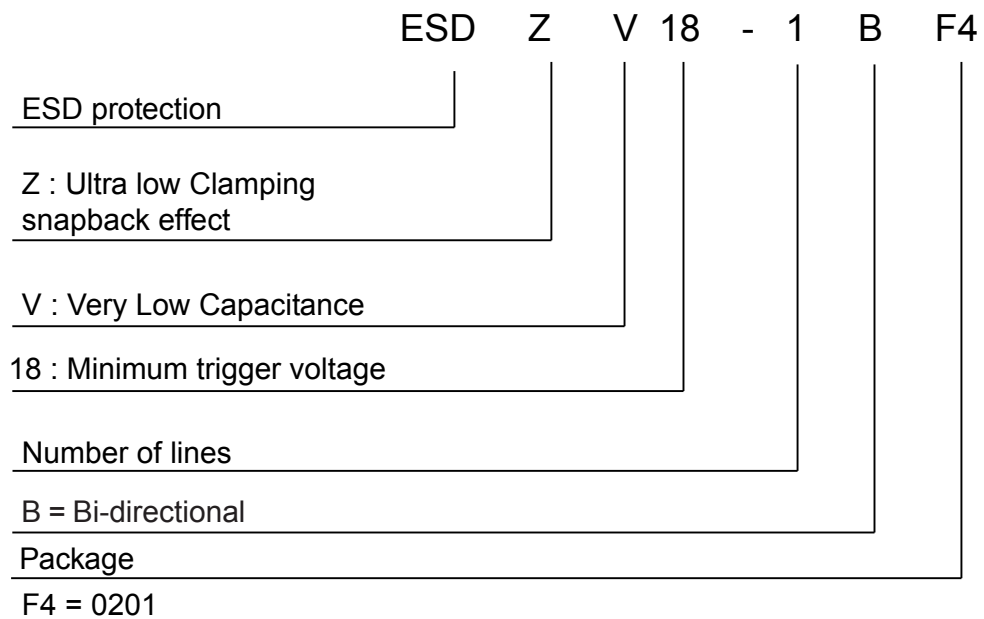 ESD Z V 18 - 1 B F4
ESD protection
Z : Ultra low Clamping
snapback effect
V : Very Low Capacitance
18 : Minimum trigger voltage
Number of lines
B = Bi-directional
Package
F4 = 0201